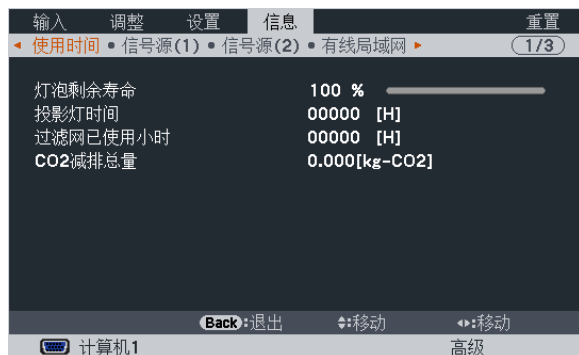 输入 调整 设置 信息 重置
◂ 使用时间 • 信号源(1) • 信号源(2) • 有线局域网 ▸ 1/3
灯泡剩余寿命 100 %
投影灯时间 00000 [H]
过滤网已使用小时 00000 [H]
CO2减排总量 0.000[kg-CO2]
Back:退出 :移动 :移动
计算机1 高级